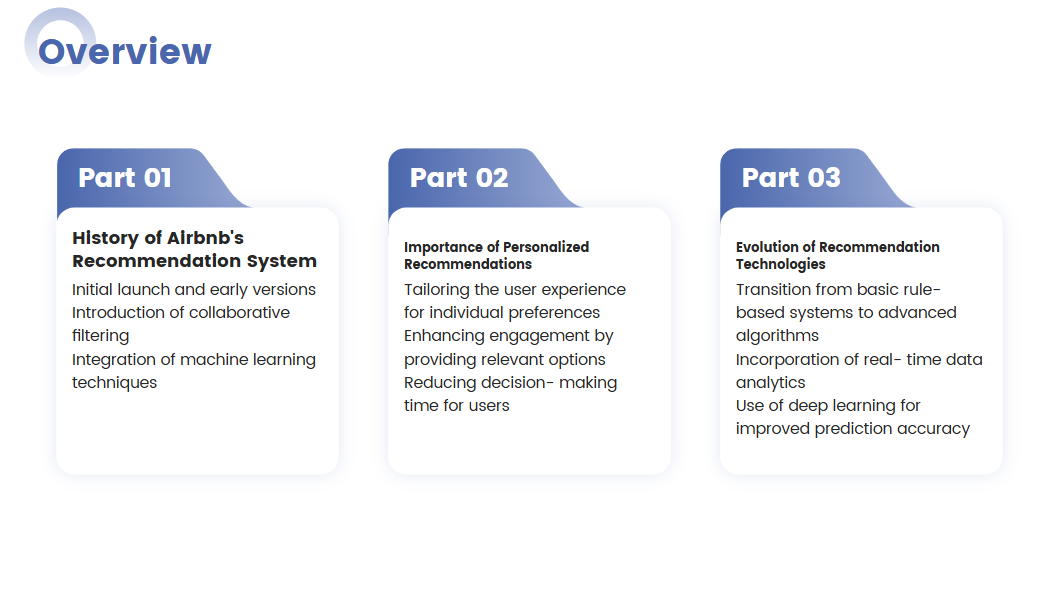 Overview
Part 01
History of Airbnb's
Recommendation System
Initial launch and early versions
Introduction of collaborative
filtering
Integration of machine learning
techniques
Part 02
Importance of Personalized
Recommendations
Tailoring the user experience
for individual preferences
Enhancing engagement by
providing relevant options
Reducing decision- making
time for users
Part 03
Evolution of Recommendation
Technologies
Transition from basic rule-
based systems to advanced
algorithms
Incorporation of real- time data
analytics
Use of deep learning for
improved prediction accuracy